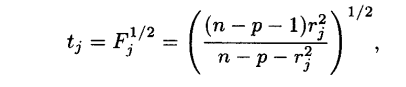 t_j = F_j^{1/2} = \left( \frac{(n-p-1)r_j^2}{n-p-r_j^2} \right)^{1/2},